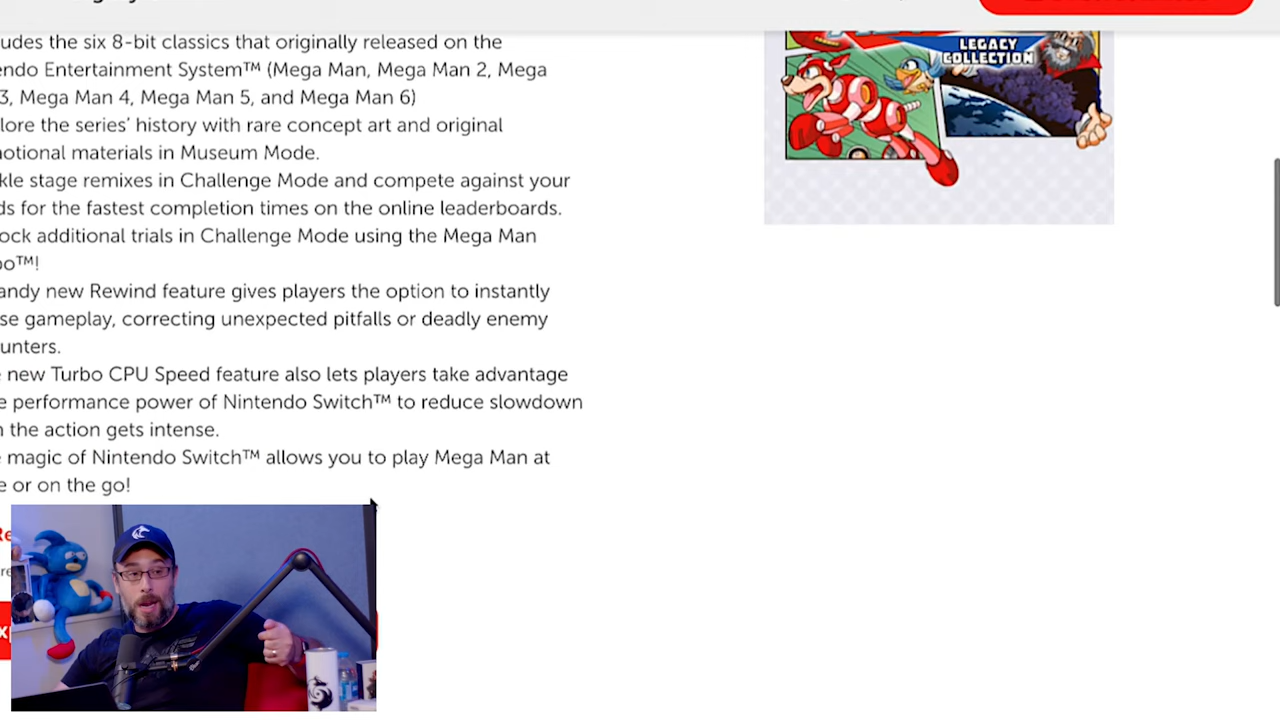 udes the six 8-bit classics that originally released on the
endo Entertainment System™ (Mega Man, Mega Man 2, Mega
3, Mega Man 4, Mega Man 5, and Mega Man 6)
lore the series' history with rare concept art and original
notional materials in Museum Mode.
kle stage remixes in Challenge Mode and compete against your
ds for the fastest completion times on the online leaderboards.
ock additional trials in Challenge Mode using the Mega Man
bo™!
andy new Rewind feature gives players the option to instantly
se gameplay, correcting unexpected pitfalls or deadly enemy
unters.
e new Turbo CPU Speed feature also lets players take advantage
e performance power of Nintendo Switch™ to reduce slowdown
n the action gets intense.
e magic of Nintendo Switch™ allows you to play Mega Man at
e or on the go!
LEGACY
COLLECTION
Re
re